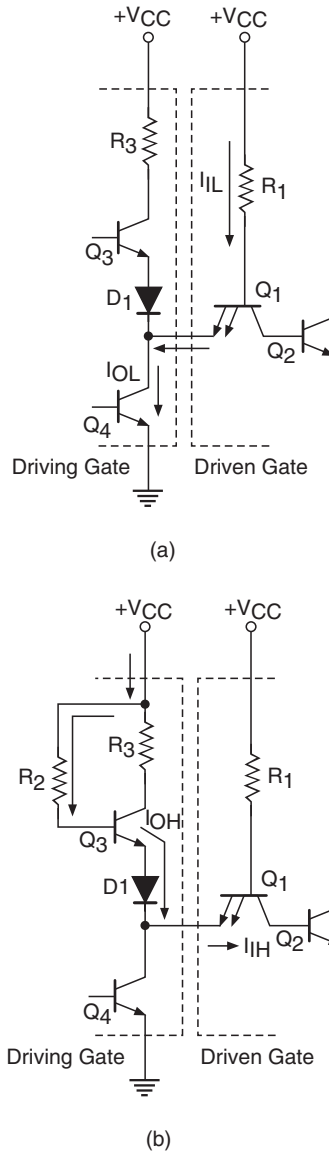 +VCC +VCC
R3
IIL R1
Q3
Q1
D1
Q2
IOL
Q4
Driving Gate Driven Gate
(a)
+VCC +VCC
R3
R1
R2
Q3 IOH
D1 Q1
Q2
IIH
Q4
Driving Gate Driven Gate
(b)